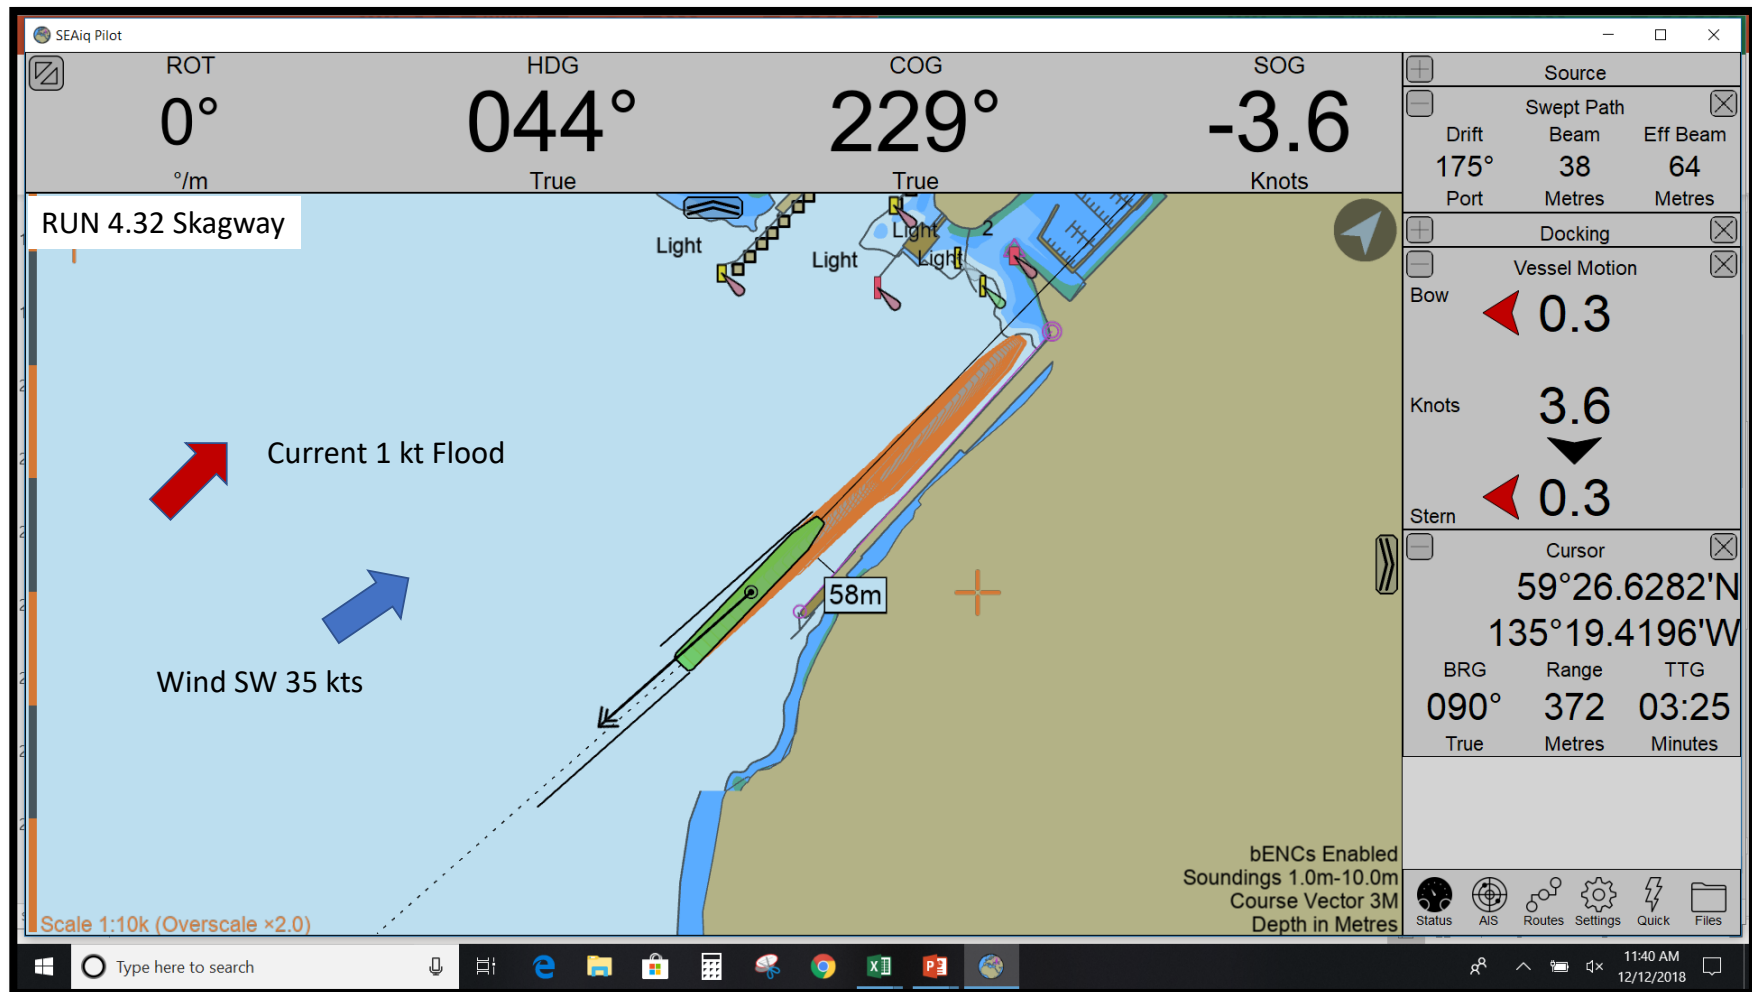 SEAiq Pilot
ROT HDG COG SOG
0° 044° 229° -3.6
°/m True True Knots
Source
Swept Path
Drift Beam Eff Beam
175° 38 64
Port Metres Metres
Docking
Vessel Motion
Bow 0.3
Knots 3.6
Stern 0.3
Cursor
59°26.6282'N
135°19.4196'W
BRG Range TTG
090° 372 03:25
True Metres Minutes
RUN 4.32 Skagway
Light
Light
Light
2
Light
Current 1 kt Flood
58m
Wind SW 35 kts
bENCs Enabled
Soundings 1.0m-10.0m
Course Vector 3M
Depth in Metres
Scale 1:10k (Overscale ×2.0)
Status AIS Routes Settings Quick Files
Type here to search
11:40 AM
12/12/2018